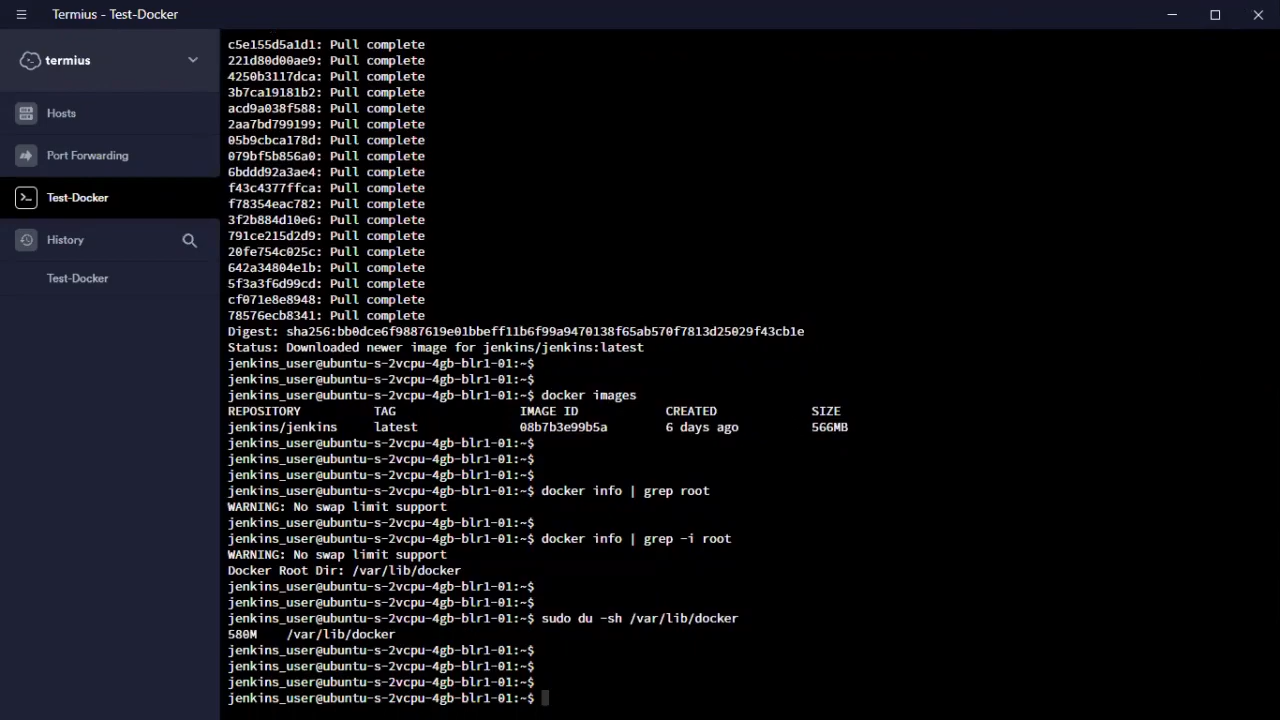 Termius - Test-Docker
termius
Hosts
Port Forwarding
Test-Docker
History
Test-Docker
c5e155d5a1d1: Pull complete
221d80d00ae9: Pull complete
4250b3117dca: Pull complete
3b7ca19181b2: Pull complete
acd9a038f588: Pull complete
2aa7bd799199: Pull complete
05b9cbca178d: Pull complete
079bf5b856a0: Pull complete
6bddd92a3ae4: Pull complete
f43c4377ffca: Pull complete
f78354eac782: Pull complete
3f2b884d10e6: Pull complete
791ce215d2d9: Pull complete
20fe754c025c: Pull complete
642a34804e1b: Pull complete
5f3a3f6d99cd: Pull complete
cf071e8e8948: Pull complete
78576ecb8341: Pull complete
Digest: sha256:bb0dce6f9887619e01bbeff11b6f99a9470138f65ab570f7813d25029f43cb1e
Status: Downloaded newer image for jenkins/jenkins:latest
jenkins_user@ubuntu-s-2vcpu-4gb-blr1-01:~$
jenkins_user@ubuntu-s-2vcpu-4gb-blr1-01:~$
jenkins_user@ubuntu-s-2vcpu-4gb-blr1-01:~$ docker images
REPOSITORY TAG IMAGE ID CREATED SIZE
jenkins/jenkins latest 08b7b3e99b5a 6 days ago 566MB
jenkins_user@ubuntu-s-2vcpu-4gb-blr1-01:~$
jenkins_user@ubuntu-s-2vcpu-4gb-blr1-01:~$
jenkins_user@ubuntu-s-2vcpu-4gb-blr1-01:~$
jenkins_user@ubuntu-s-2vcpu-4gb-blr1-01:~$ docker info | grep root
WARNING: No swap limit support
jenkins_user@ubuntu-s-2vcpu-4gb-blr1-01:~$
jenkins_user@ubuntu-s-2vcpu-4gb-blr1-01:~$ docker info | grep -i root
WARNING: No swap limit support
Docker Root Dir: /var/lib/docker
jenkins_user@ubuntu-s-2vcpu-4gb-blr1-01:~$
jenkins_user@ubuntu-s-2vcpu-4gb-blr1-01:~$
jenkins_user@ubuntu-s-2vcpu-4gb-blr1-01:~$ sudo du -sh /var/lib/docker
580M /var/lib/docker
jenkins_user@ubuntu-s-2vcpu-4gb-blr1-01:~$
jenkins_user@ubuntu-s-2vcpu-4gb-blr1-01:~$
jenkins_user@ubuntu-s-2vcpu-4gb-blr1-01:~$
jenkins_user@ubuntu-s-2vcpu-4gb-blr1-01:~$